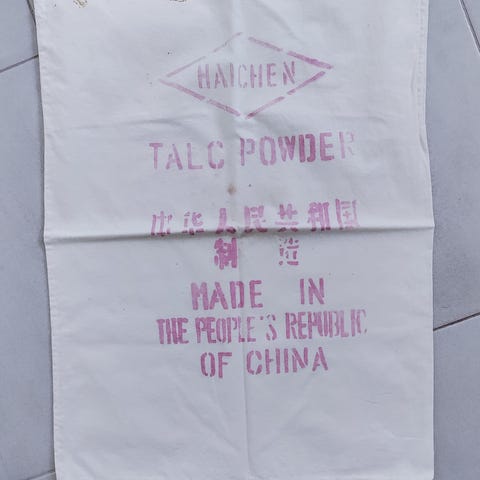 HAICHEN
TALC POWDER
中华人民共和国
制造
MADE IN
THE PEOPLE'S REPUBLIC
OF CHINA